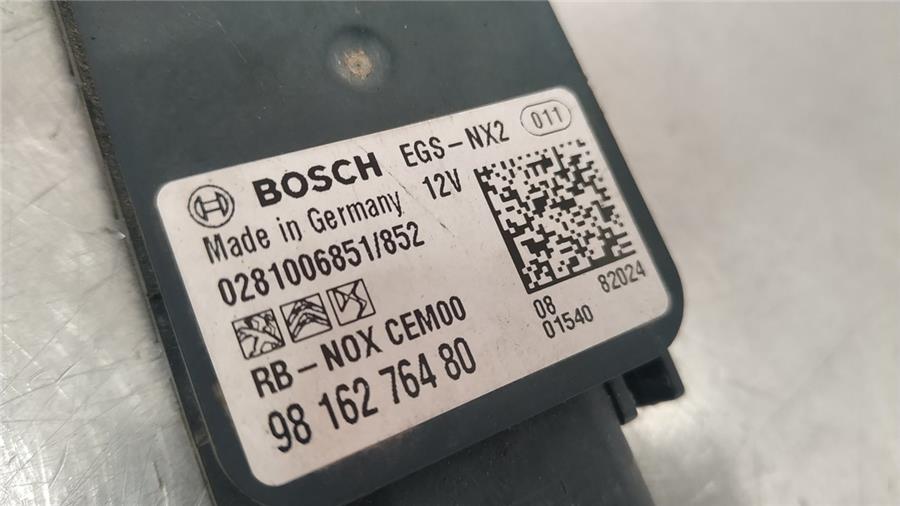 BOSCH EGS-NX2 011
Made in Germany 12V
0281006851/852
RB-NOX CEM00
98 162 764 80
08 82024
01540